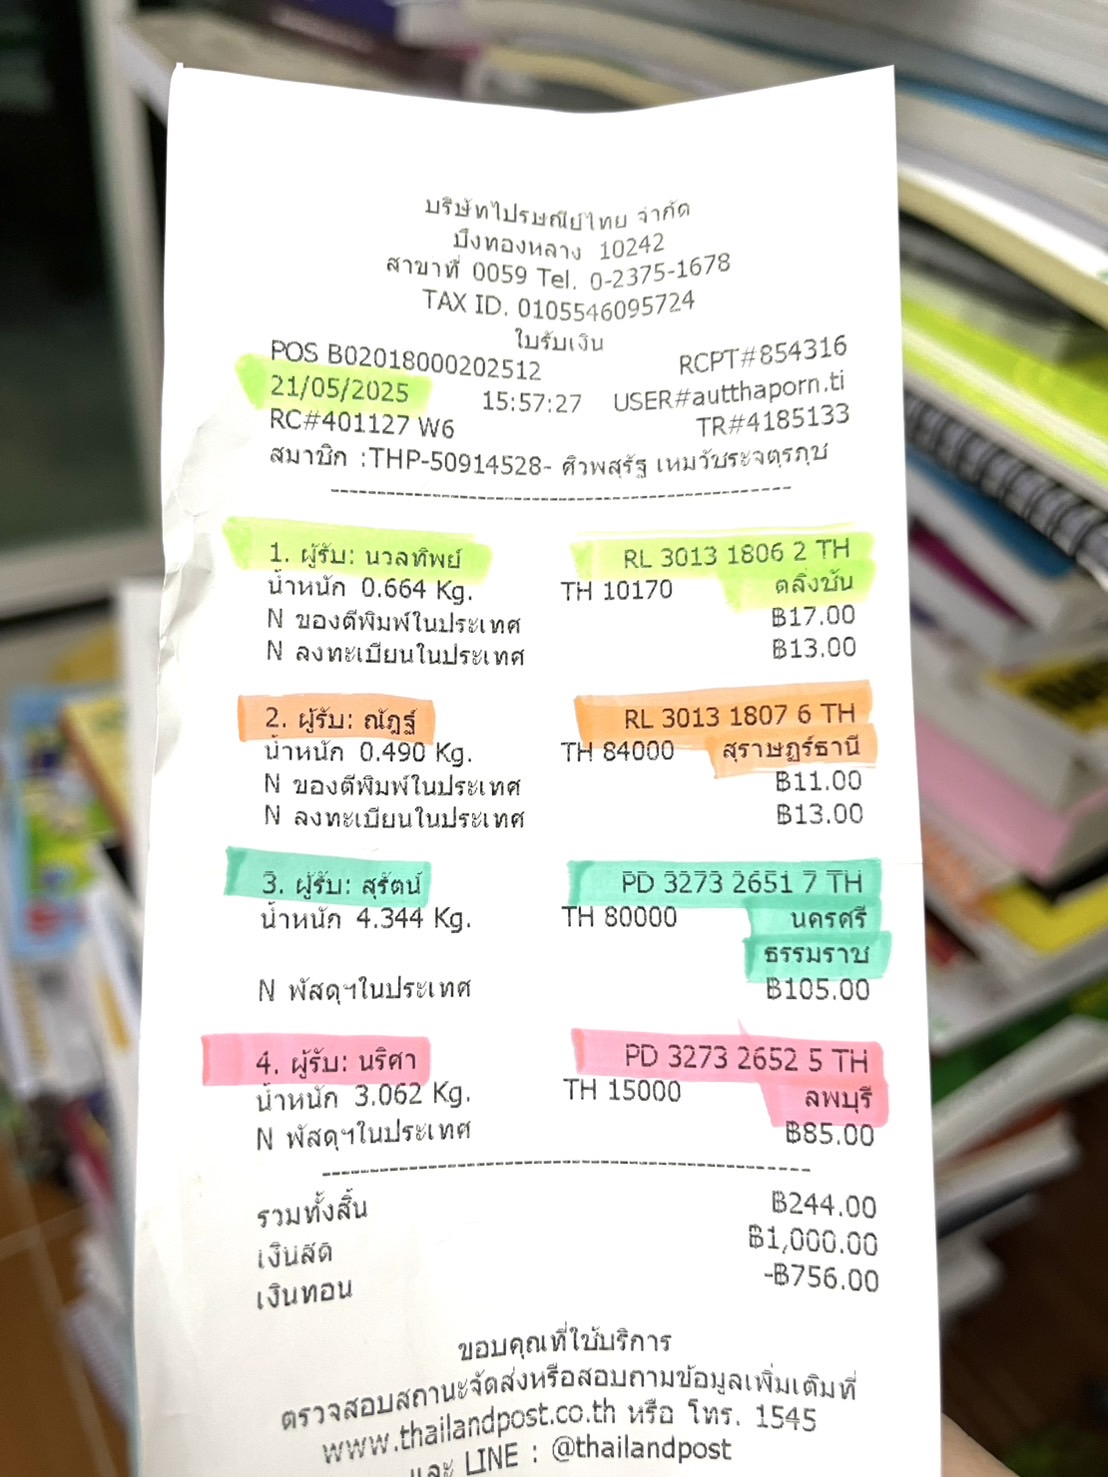 บริษัทไปรษณีย์ไทย จำกัด
บึงทองหลาง 10242
สาขาที่ 0059 Tel. 0-2375-1678
TAX ID. 0105546095724
ใบรับเงิน
POS B02018000202512 RCPT#854316
21/05/2025 15:57:27 USER#autthaporn.ti
RC#401127 W6 TR#4185133
สมาชิก :THP-50914528- ศิวพสุรัฐ เหมวัชระจตุรภุช
1. ผู้รับ: นวลทิพย์ RL 3013 1806 2 TH
น้ำหนัก 0.664 Kg. TH 10170 ตลิ่งชัน
N ของตีพิมพ์ในประเทศ ฿17.00
N ลงทะเบียนในประเทศ ฿13.00
2. ผู้รับ: ณัฏฐ์ RL 3013 1807 6 TH
น้ำหนัก 0.490 Kg. TH 84000 สุราษฎร์ธานี
N ของตีพิมพ์ในประเทศ ฿11.00
N ลงทะเบียนในประเทศ ฿13.00
3. ผู้รับ: สุรัตน์ PD 3273 2651 7 TH
น้ำหนัก 4.344 Kg. TH 80000 นครศรี
ธรรมราช
N พัสดุฯในประเทศ ฿105.00
4. ผู้รับ: นริศา PD 3273 2652 5 TH
น้ำหนัก 3.062 Kg. TH 15000 ลพบุรี
N พัสดุฯในประเทศ ฿85.00
รวมทั้งสิ้น ฿244.00
เงินสด ฿1,000.00
เงินทอน -฿756.00
ขอบคุณที่ใช้บริการ
ตรวจสอบสถานะจัดส่งหรือสอบถามข้อมูลเพิ่มเติมที่
www.thailandpost.co.th หรือ โทร. 1545
และ LINE : @thailandpost